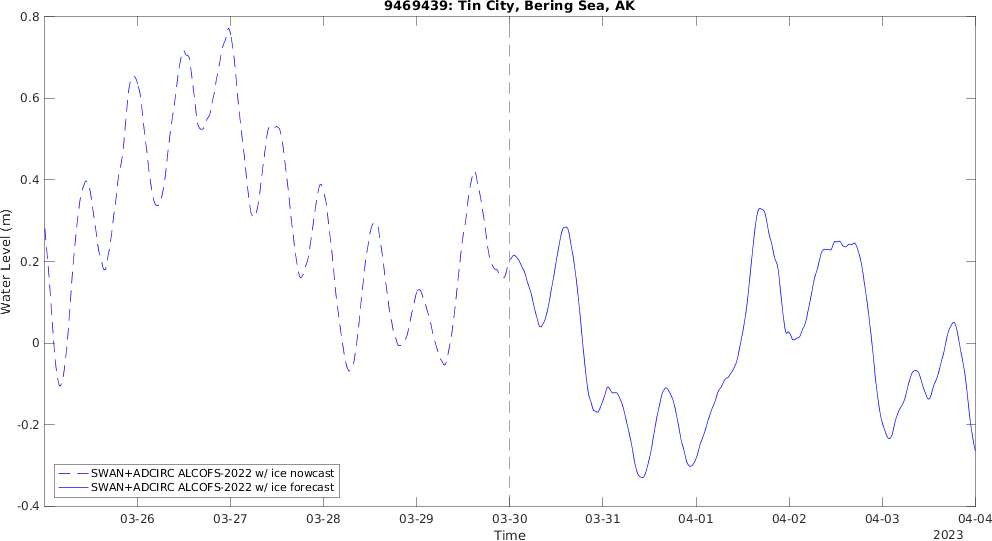 9469439: Tin City, Bering Sea, AK
0.8
0.6
0.4
0.2
0
-0.2
-0.4
Water Level (m)
SWAN+ADCIRC ALCOFS-2022 w/ ice nowcast
SWAN+ADCIRC ALCOFS-2022 w/ ice forecast
03-26 03-27 03-28 03-29 03-30 03-31 04-01 04-02 04-03 04-04
Time
2023